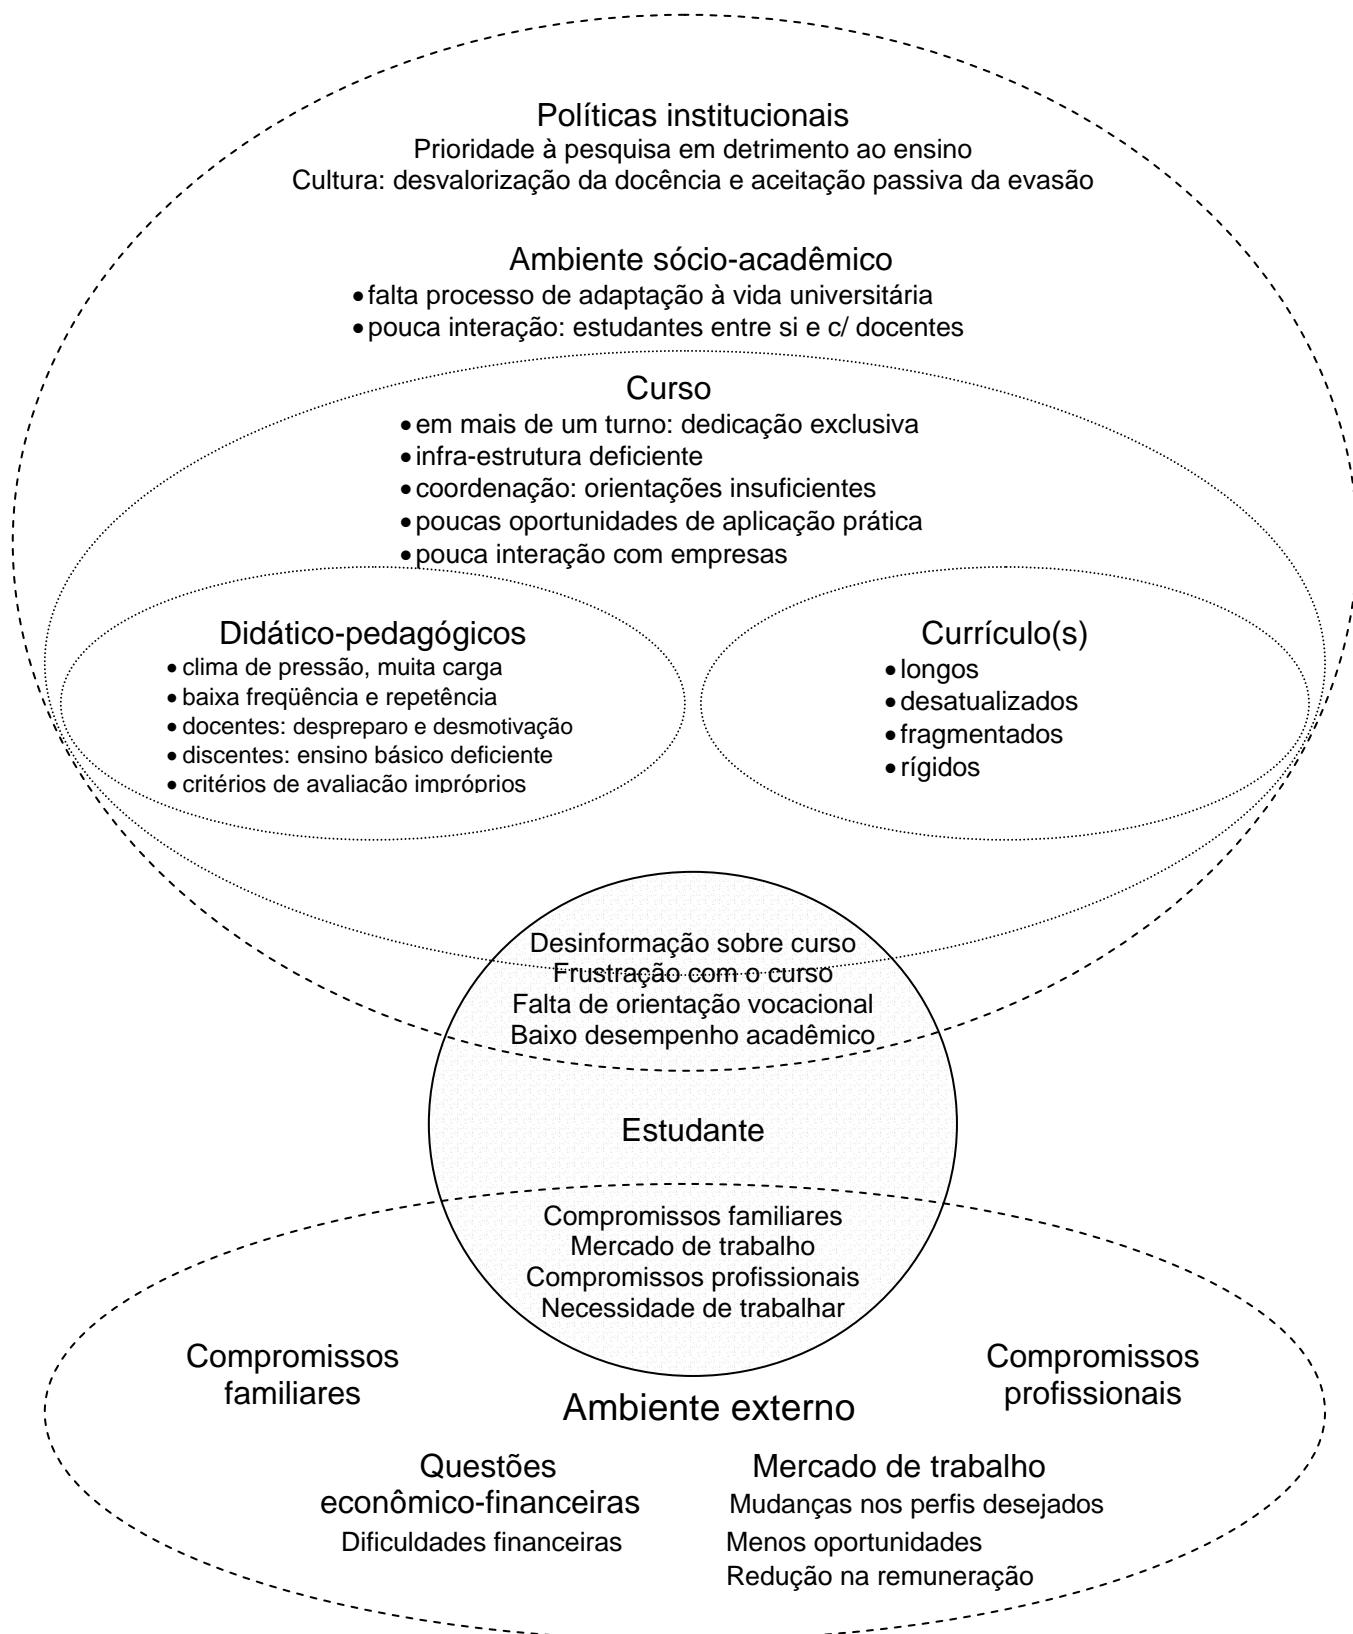 Políticas institucionais
Prioridade à pesquisa em detrimento ao ensino
Cultura: desvalorização da docência e aceitação passiva da evasão
Ambiente sócio-acadêmico
• falta processo de adaptação à vida universitária
• pouca interação: estudantes entre si e c/ docentes
Curso
• em mais de um turno: dedicação exclusiva
• infra-estrutura deficiente
• coordenação: orientações insuficientes
• poucas oportunidades de aplicação prática
• pouca interação com empresas
Didático-pedagógicos
• clima de pressão, muita carga
• baixa freqüência e repetência
• docentes: despreparo e desmotivação
• discentes: ensino básico deficiente
• critérios de avaliação impróprios
Currículo(s)
• longos
• desatualizados
• fragmentados
• rígidos
Desinformação sobre curso
Frustração com o curso
Falta de orientação vocacional
Baixo desempenho acadêmico
Estudante
Compromissos familiares
Mercado de trabalho
Compromissos profissionais
Necessidade de trabalhar
Compromissos
familiares
Compromissos
profissionais
Ambiente externo
Questões
econômico-financeiras
Dificuldades financeiras
Mercado de trabalho
Mudanças nos perfis desejados
Menos oportunidades
Redução na remuneração